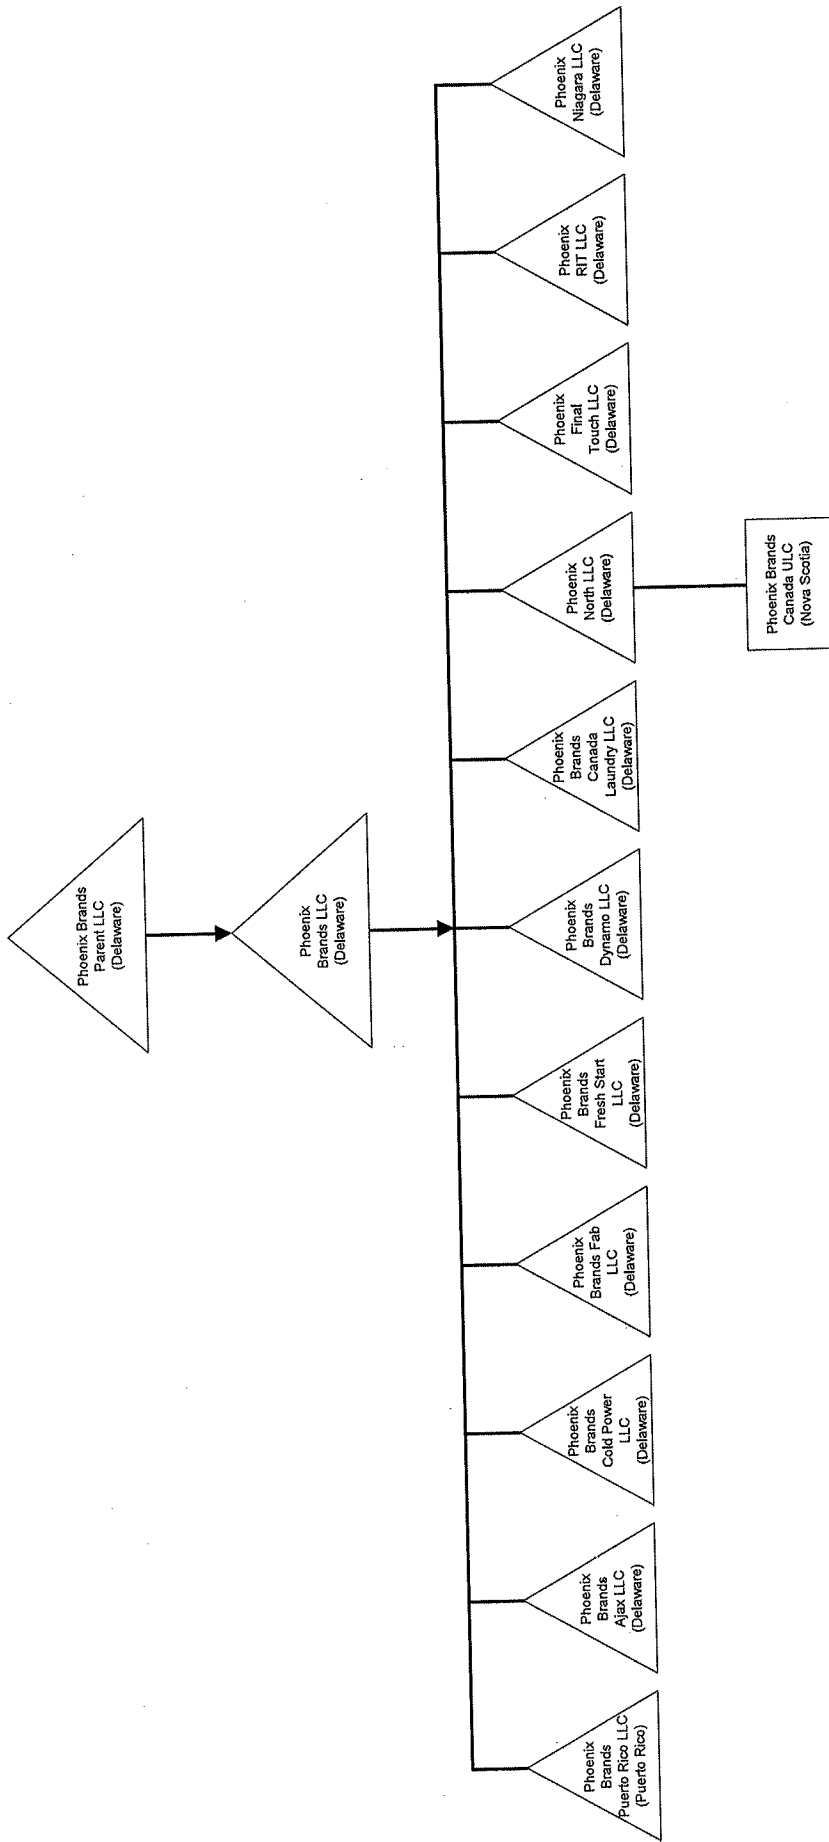 Phoenix Brands
Parent LLC
(Delaware)
Phoenix
Brands LLC
(Delaware)
Phoenix
Brands
Puerto Rico LLC
(Puerto Rico)
Phoenix
Brands
Ajax LLC
(Delaware)
Phoenix
Brands
Cold Power
LLC
(Delaware)
Phoenix
Brands Fab
LLC
(Delaware)
Phoenix
Brands
Fresh Start
LLC
(Delaware)
Phoenix
Brands
Dynamo LLC
(Delaware)
Phoenix
Brands
Canada
Laundry LLC
(Delaware)
Phoenix
North LLC
(Delaware)
Phoenix
Final
Touch LLC
(Delaware)
Phoenix
RIT LLC
(Delaware)
Phoenix
Niagara LLC
(Delaware)
Phoenix Brands
Canada ULC
(Nova Scotia)